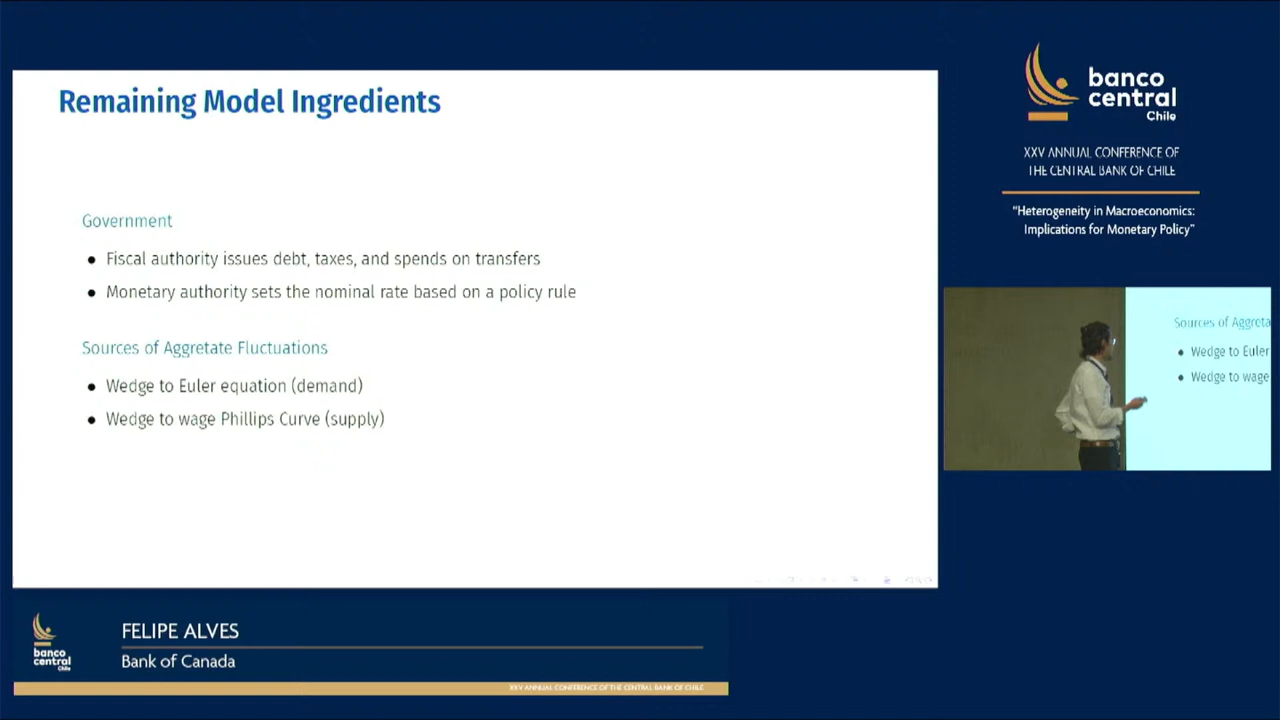 Remaining Model Ingredients
Government
Fiscal authority issues debt, taxes, and spends on transfers
Monetary authority sets the nominal rate based on a policy rule
Sources of Aggretate Fluctuations
Wedge to Euler equation (demand)
Wedge to wage Phillips Curve (supply)
banco
central
Chile
XXV ANNUAL CONFERENCE OF
THE CENTRAL BANK OF CHILE
"Heterogeneity in Macroeconomics:
Implications for Monetary Policy"
Sources of Aggreta
Wedge to Euler
Wedge to wage
banco
central
Chile
FELIPE ALVES
Bank of Canada
XXV ANNUAL CONFERENCE OF THE CENTRAL BANK OF CHILE